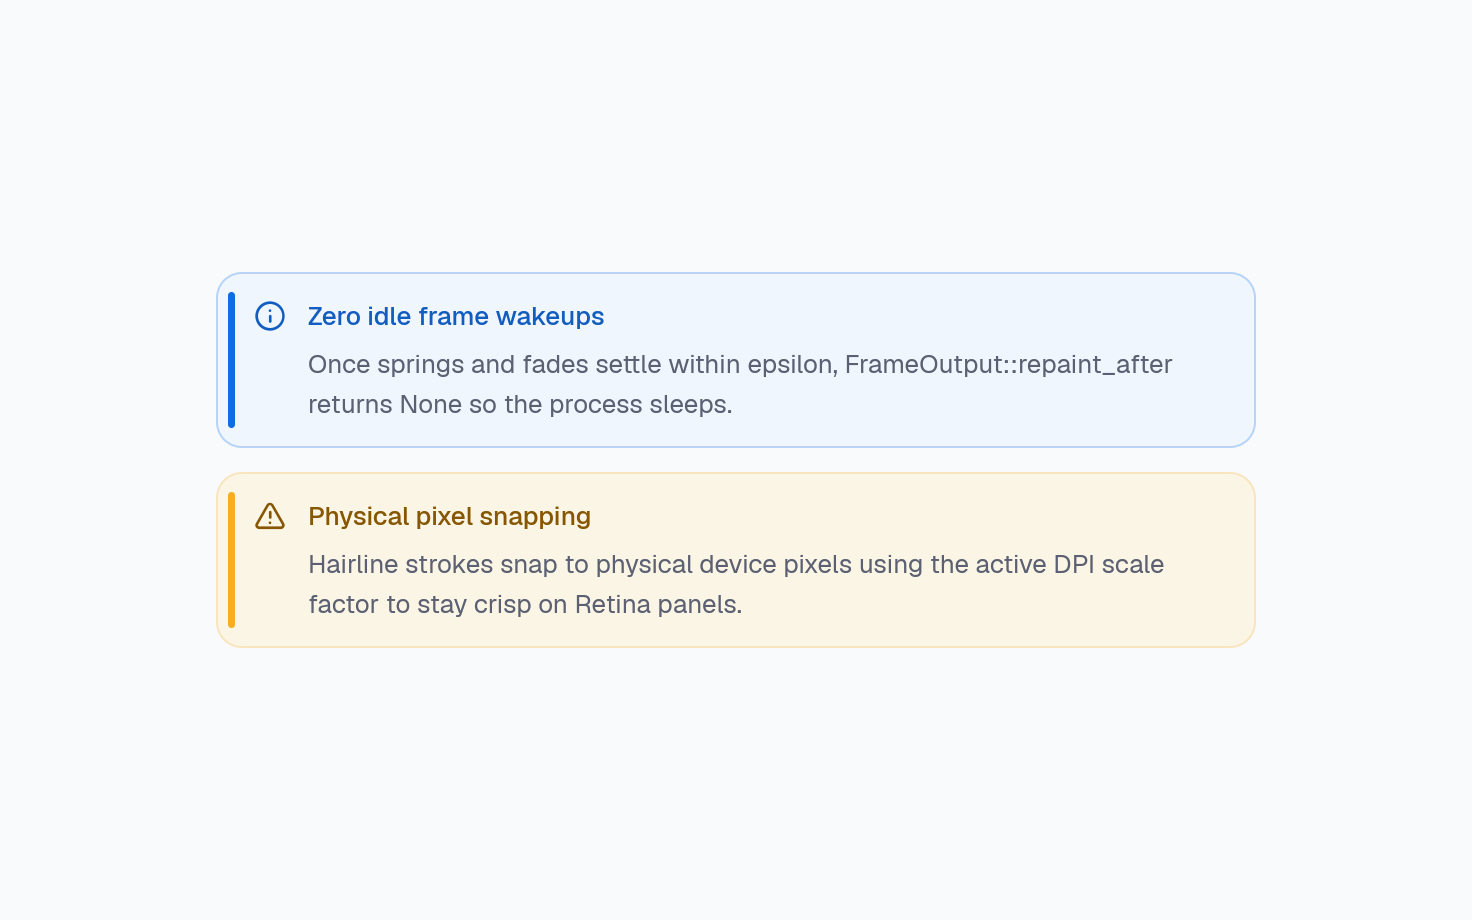 Zero idle frame wakeups
Once springs and fades settle within epsilon, FrameOutput::repaint_after
returns None so the process sleeps.
Physical pixel snapping
Hairline strokes snap to physical device pixels using the active DPI scale
factor to stay crisp on Retina panels.